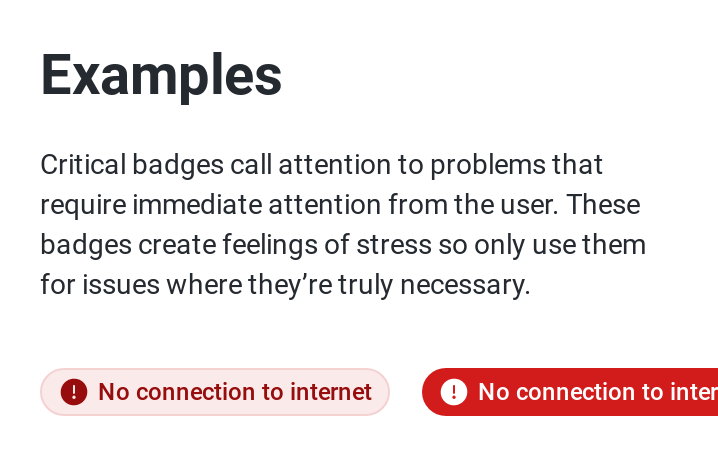 Examples
Critical badges call attention to problems that
require immediate attention from the user. These
badges create feelings of stress so only use them
for issues where they’re truly necessary.
No connection to internet No connection to